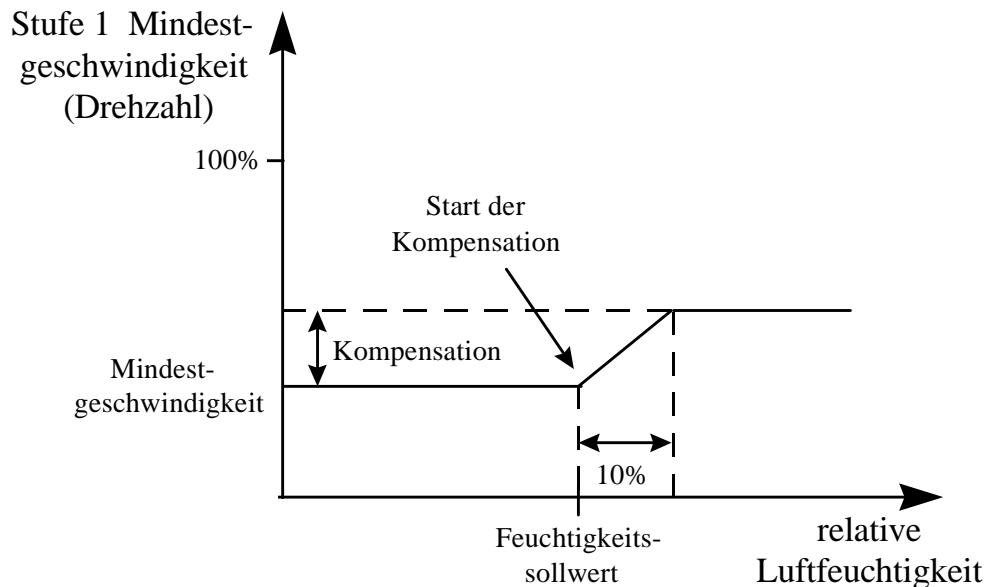 Stufe 1 Mindest-
geschwindigkeit
(Drehzahl)
100%
Start der
Kompensation
Kompensation
Mindest-
geschwindigkeit
10%
Feuchtigkeits-
sollwert
relative
Luftfeuchtigkeit